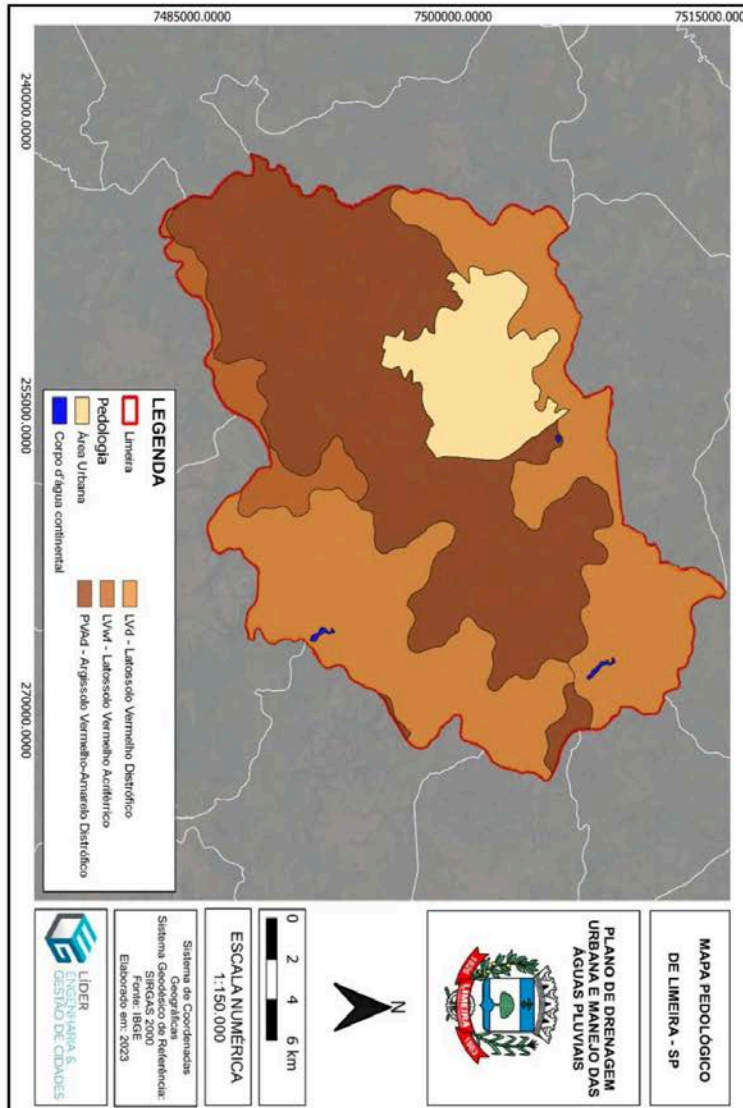 7485000.0000
7500000.0000
7515000.0000
240000.0000
255000.0000
270000.0000
LEGENDA
Limeira
Pedologia
Área Urbana
Corpo d'água continental
LVd - Latossolo Vermelho Distrófico
LVwf - Latossolo Vermelho Acriférrico
PVAd - Argissolo Vermelho-Amarelo Distrófico
MAPA PEDOLÓGICO
DE LIMEIRA - SP
PLANO DE DRENAGEM
URBANA E MANEJO DAS
ÁGUAS PLUVIAIS
1826 LIMEIRA 1863
N
0 2 4 6 km
ESCALA NUMÉRICA
1:150.000
Sistema de Coordenadas
Geográficas
Sistema Geodésico de Referência:
SIRGAS 2000
Fonte: IBGE
Elaborado em: 2023
LÍDER
ENGENHARIA &
GESTÃO DE CIDADES